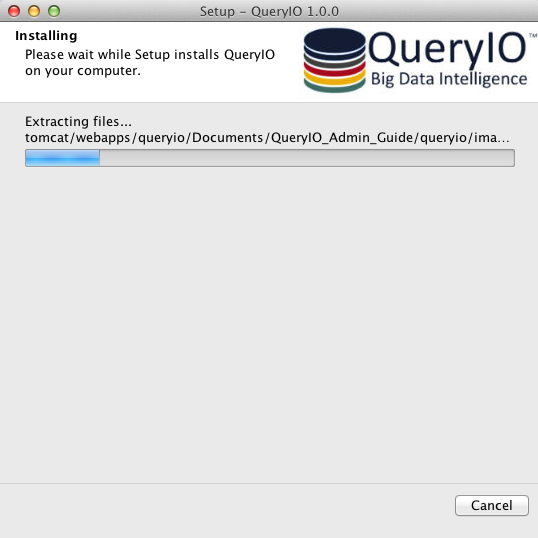 Setup - QueryIO 1.0.0
Installing
Please wait while Setup installs QueryIO
on your computer.
QueryIO™
Big Data Intelligence
Extracting files...
tomcat/webapps/queryio/Documents/QueryIO_Admin_Guide/queryio/ima...
Cancel